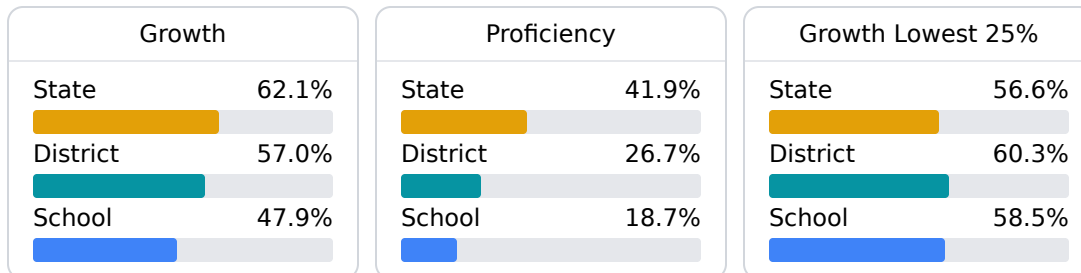 Growth
State 62.1%
District 57.0%
School 47.9%
Proficiency
State 41.9%
District 26.7%
School 18.7%
Growth Lowest 25%
State 56.6%
District 60.3%
School 58.5%